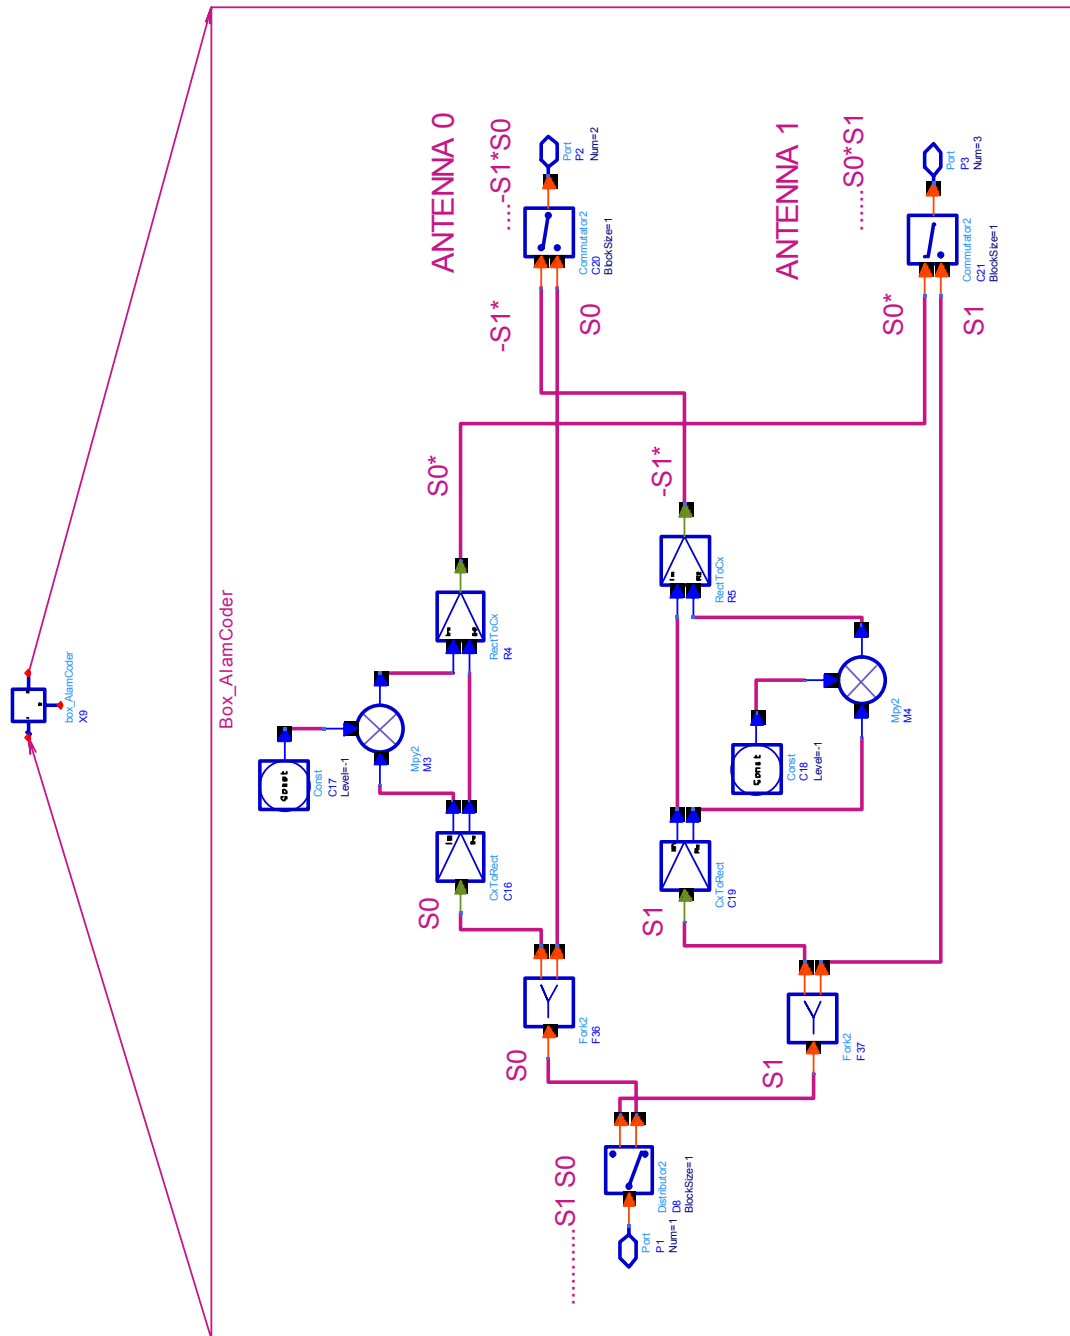 box_AlamCoder
X9
Box_AlamCoder
ANTENNA 0
....-S1*S0
Port
P2
Num=2
Commutator2
C20
BlockSize=1
-S1*
S0
ANTENNA 1
......S0*S1
Port
P3
Num=3
Commutator2
C21
BlockSize=1
S0*
S1
S0*
-S1*
RectToCx
R4
RectToCx
R5
Const
Const
C17
Level=-1
Mpy2
M3
Const
Const
C18
Level=-1
Mpy2
M4
CxToRect
C16
CxToRect
C19
S0
S1
Fork2
F36
Fork2
F37
S0
S1
..........S1 S0
Distributor2
D8
BlockSize=1
Port
P1
Num=1